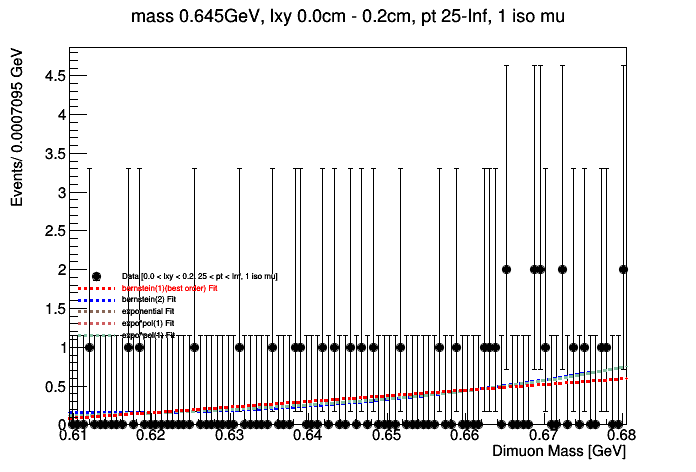 mass 0.645GeV, lxy 0.0cm - 0.2cm, pt 25-Inf, 1 iso mu
Events/ 0.0007095 GeV
4.5
4
3.5
3
2.5
2
1.5
1
0.5
0
Data [0.0 < lxy < 0.2, 25 < pt < Inf, 1 iso mu]
bernstein(1)(best order) Fit
bernstein(2) Fit
exponential Fit
expo*pol(1) Fit
expo*pol(1) Fit
0.61 0.62 0.63 0.64 0.65 0.66 0.67 0.68
Dimuon Mass [GeV]